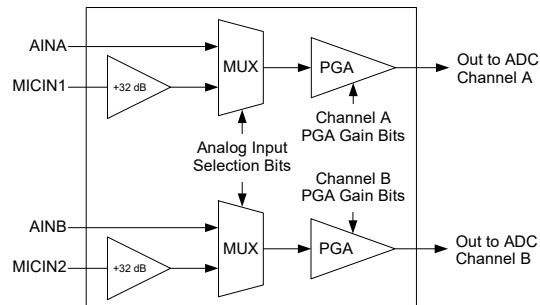 AINA
MICIN1
+32 dB
MUX
PGA
Out to ADC
Channel A
Channel A
PGA Gain Bits
Analog Input
Selection Bits
Channel B
PGA Gain Bits
AINB
MICIN2
+32 dB
MUX
PGA
Out to ADC
Channel B